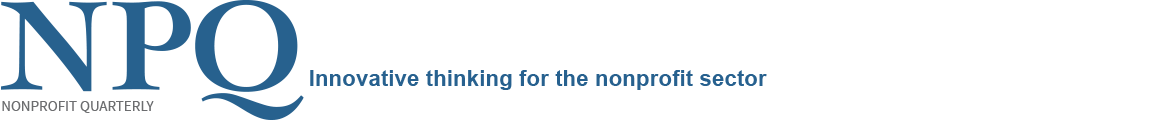 NPQ
Innovative thinking for the nonprofit sector
NONPROFIT QUARTERLY